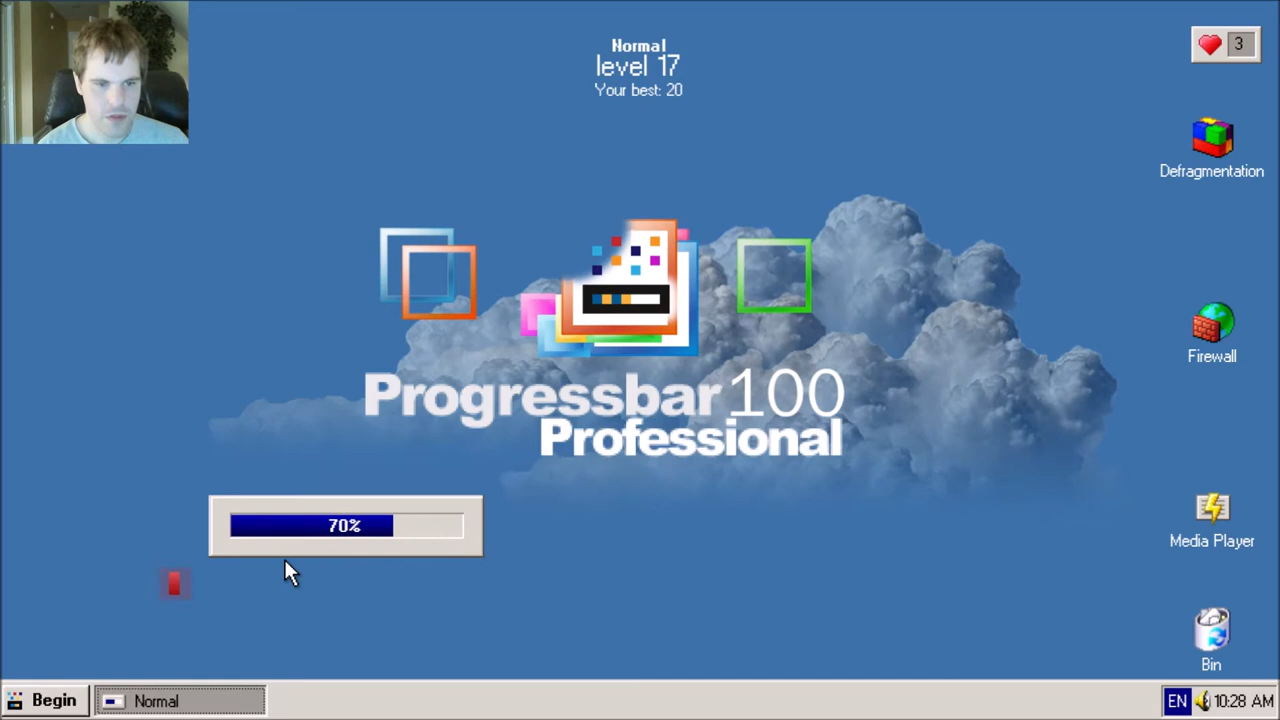 Normal
level 17
Your best: 20
3
Defragmentation
Progressbar 100
Professional
Firewall
70%
Media Player
Bin
Begin
Normal
EN
10:28 AM